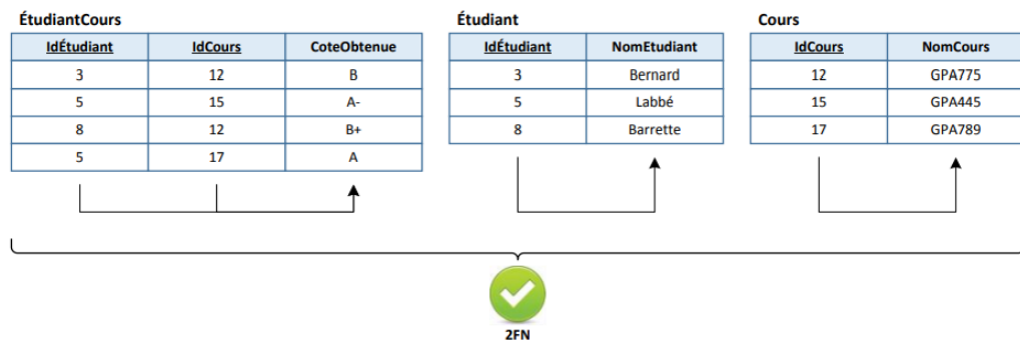 ÉtudiantCours
IdÉtudiant IdCours CoteObtenue
3 12 B
5 15 A-
8 12 B+
5 17 A
Étudiant
IdÉtudiant NomEtudiant
3 Bernard
5 Labbé
8 Barrette
Cours
IdCours NomCours
12 GPA775
15 GPA445
17 GPA789
2FN